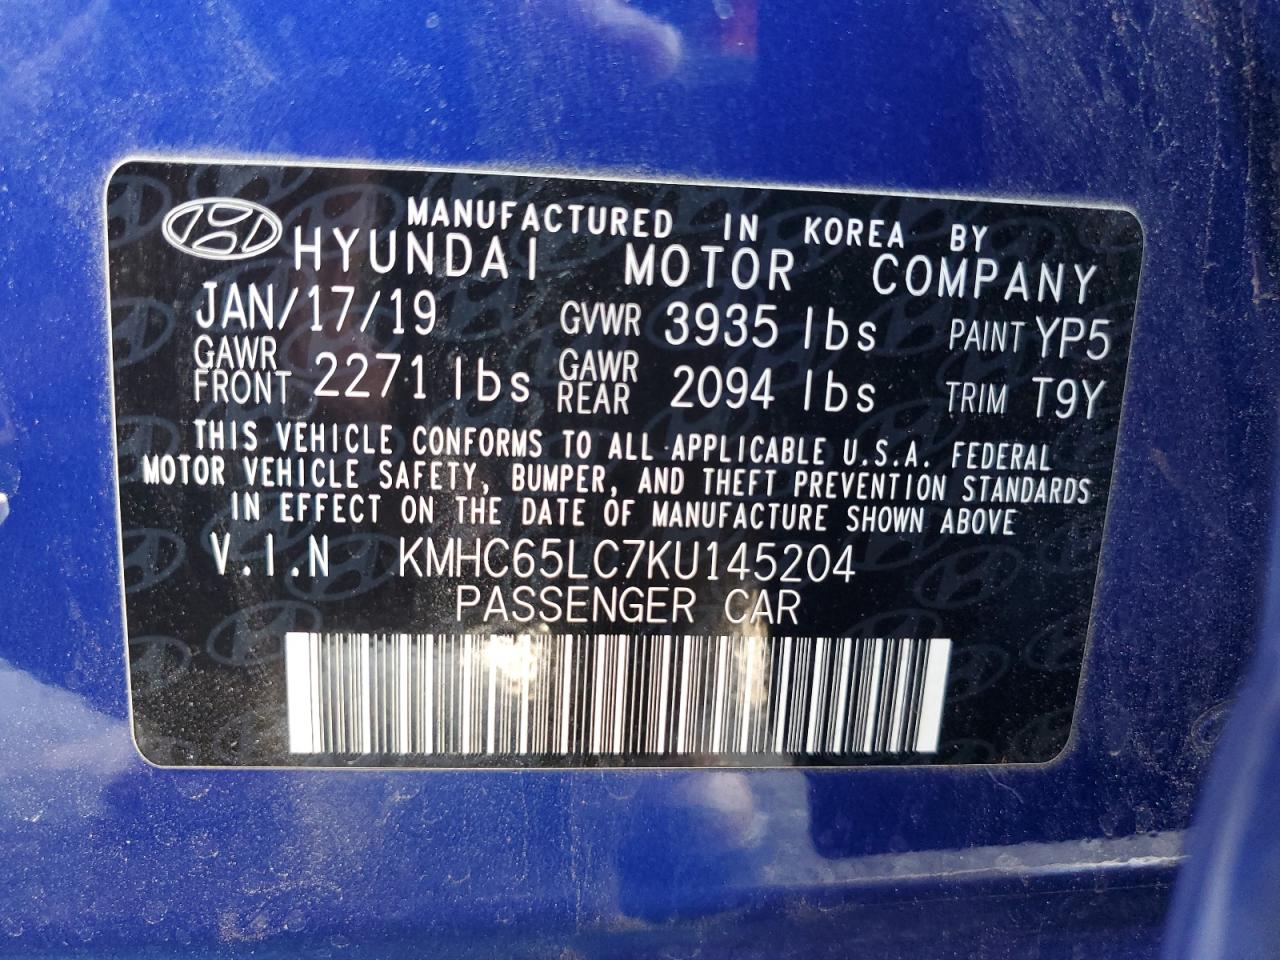 MANUFACTURED IN KOREA BY
HYUNDAI MOTOR COMPANY
JAN/17/19 GVWR 3935 lbs PAINT YP5
GAWR FRONT 2271 lbs GAWR REAR 2094 lbs TRIM T9Y
THIS VEHICLE CONFORMS TO ALL APPLICABLE U.S.A. FEDERAL
MOTOR VEHICLE SAFETY, BUMPER, AND THEFT PREVENTION STANDARDS
IN EFFECT ON THE DATE OF MANUFACTURE SHOWN ABOVE
V.I.N KMHC65LC7KU145204
PASSENGER CAR